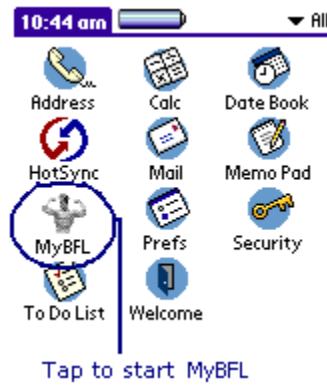 10:44 am All
Address Calc Date Book
HotSync Mail Memo Pad
MyBFL Prefs Security
To Do List Welcome
Tap to start MyBFL